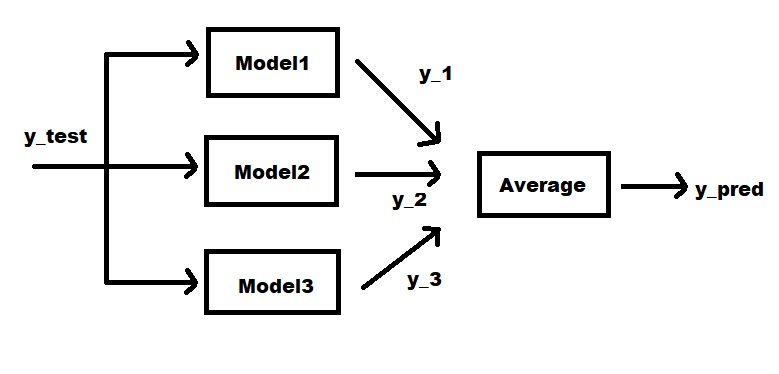 Model1
y_1
y_test
Model2
Average
y_pred
y_2
Model3
y_3